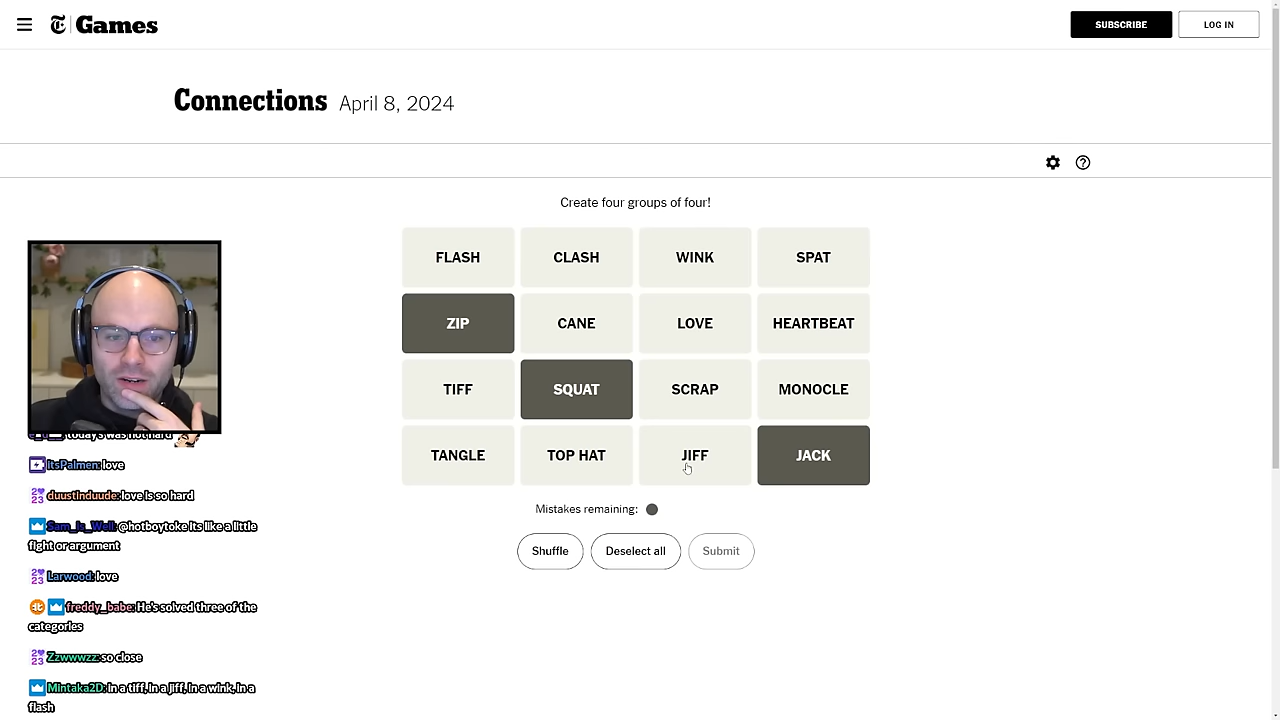 Games
SUBSCRIBE
LOG IN
Connections April 8, 2024
Create four groups of four!
FLASH CLASH WINK SPAT
ZIP CANE LOVE HEARTBEAT
TIFF SQUAT SCRAP MONOCLE
TANGLE TOP HAT JIFF JACK
Mistakes remaining:
Shuffle Deselect all Submit
today's was not hard
ItsPalmen: love
duustinduude: love is so hard
Sam_Is_Well: @hotboytoke its like a little
fight or argument
Larwood: love
freddy_babe: He's solved three of the
categories
Zzwwwzz: so close
Mintaka2D: in a tiff, in a jiff, in a wink, in a
flash